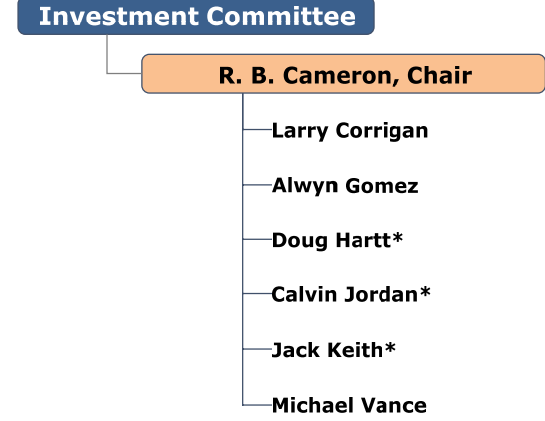 Investment Committee
R. B. Cameron, Chair
Larry Corrigan
Alwyn Gomez
Doug Hartt*
Calvin Jordan*
Jack Keith*
Michael Vance